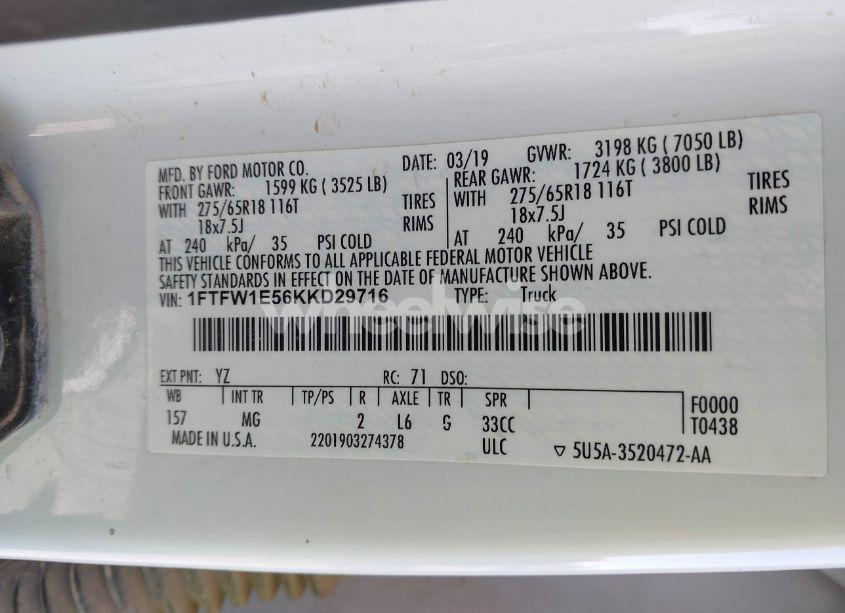 MFD. BY FORD MOTOR CO.
DATE: 03/19 GVWR: 3198 KG ( 7050 LB)
FRONT GAWR: 1599 KG ( 3525 LB)
WITH 275/65R18 116T TIRES
18x7.5J RIMS
AT 240 kPa/ 35 PSI COLD
REAR GAWR: 1724 KG ( 3800 LB)
WITH 275/65R18 116T TIRES
18x7.5J RIMS
AT 240 kPa/ 35 PSI COLD
THIS VEHICLE CONFORMS TO ALL APPLICABLE FEDERAL MOTOR VEHICLE
SAFETY STANDARDS IN EFFECT ON THE DATE OF MANUFACTURE SHOWN ABOVE.
VIN: 1FTFW1E56KKD29716 TYPE: Truck
wheelwise
EXT PNT: YZ RC: 71 DSO:
WB INT TR TP/PS R AXLE TR SPR
157 MG 2 L6 G 33CC
F0000
T0438
MADE IN U.S.A. 2201903274378 ULC ▽ 5U5A-3520472-AA